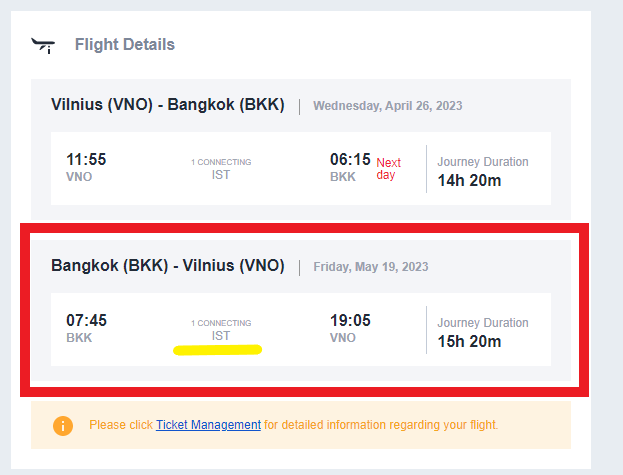 Flight Details
Vilnius (VNO) - Bangkok (BKK) | Wednesday, April 26, 2023
11:55 1 CONNECTING 06:15 Next day Journey Duration
VNO IST BKK 14h 20m
Bangkok (BKK) - Vilnius (VNO) | Friday, May 19, 2023
07:45 1 CONNECTING 19:05 Journey Duration
BKK IST VNO 15h 20m
Please click Ticket Management for detailed information regarding your flight.